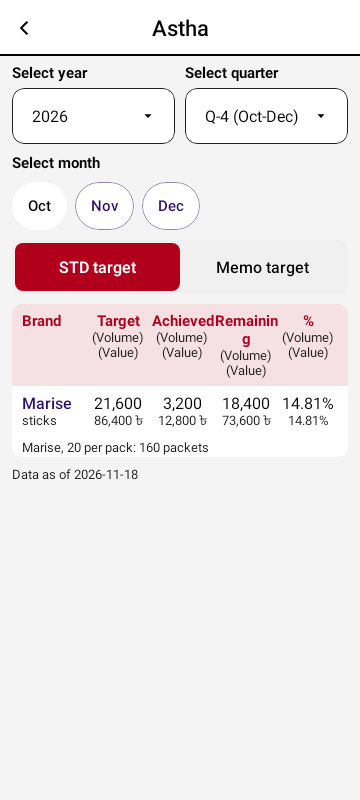 Astha
Select year
Select quarter
2026
Q-4 (Oct-Dec)
Select month
Oct
Nov
Dec
STD target
Memo target
Brand Target Achieved Remainin %
g
(Volume) (Volume) (Volume) (Volume)
(Value) (Value) (Value) (Value)
Marise 21,600 3,200 18,400 14.81%
sticks 86,400 ৳ 12,800 ৳ 73,600 ৳ 14.81%
Marise, 20 per pack: 160 packets
Data as of 2026-11-18